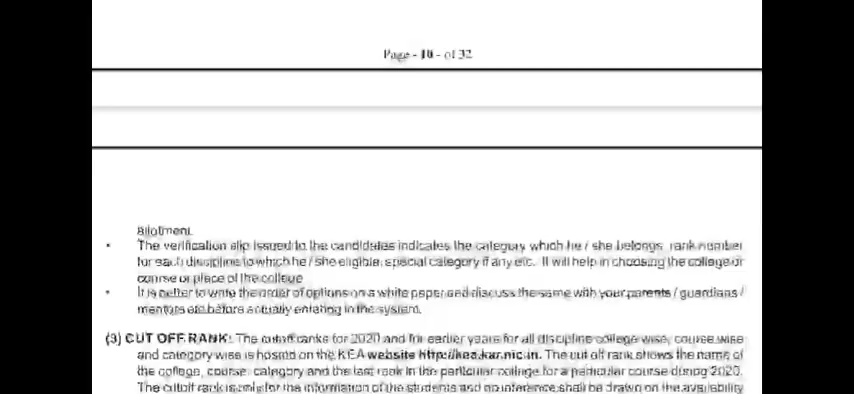 Page - 10 - of 32
allotment.
The verification slip issued to the candidates indicates the category which he / she belongs, rank number
for each discipline to which he / she eligible, special category if any etc. It will help in choosing the college or
course or place of the college
It is better to write the order of options on a white paper and discuss the same with your parents / guardians /
mentors etc before actually entering in the system.
(3) CUT OFF RANK: The cutoff ranks for 2020 and for earlier years for all discipline college wise, course wise
and category wise is hosted on the KEA website http://kea.kar.nic.in. The cut off rank shows the name of
the college, course, category and the last rank in the particular college for a particular course during 2020.
The cutoff rank is only for the information of the students and no inference shall be drawn on the availability